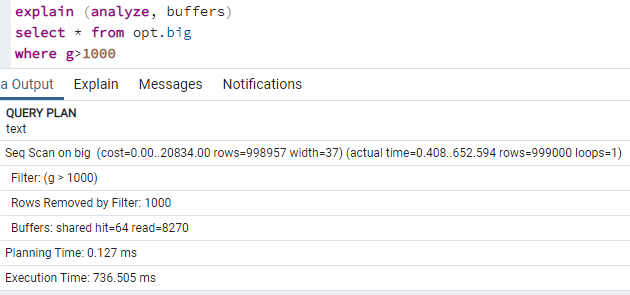 explain (analyze, buffers)
select * from opt.big
where g>1000
a Output Explain Messages Notifications
QUERY PLAN
text
Seq Scan on big (cost=0.00..20834.00 rows=998957 width=37) (actual time=0.408..652.594 rows=999000 loops=1)
Filter: (g > 1000)
Rows Removed by Filter: 1000
Buffers: shared hit=64 read=8270
Planning Time: 0.127 ms
Execution Time: 736.505 ms